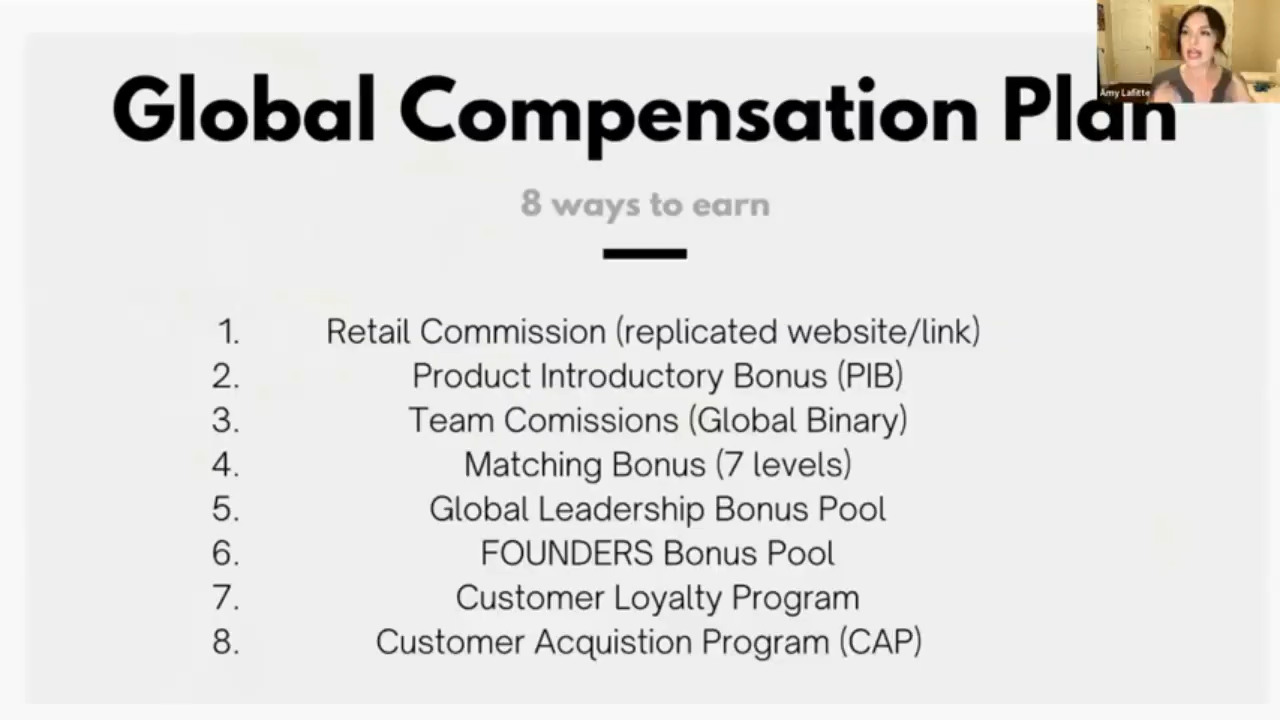 Global Compensation Plan
Amy Lafitte
8 ways to earn
1. Retail Commission (replicated website/link)
2. Product Introductory Bonus (PIB)
3. Team Comissions (Global Binary)
4. Matching Bonus (7 levels)
5. Global Leadership Bonus Pool
6. FOUNDERS Bonus Pool
7. Customer Loyalty Program
8. Customer Acquistion Program (CAP)